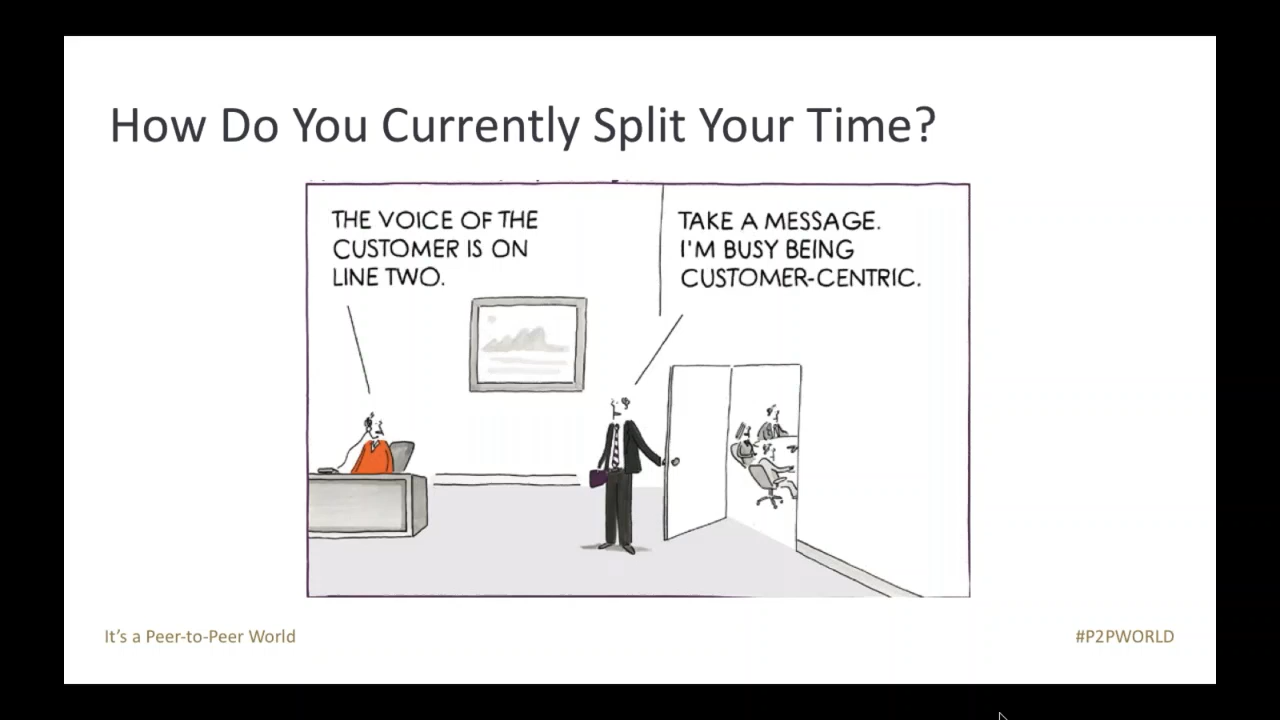 How Do You Currently Split Your Time?
THE VOICE OF THE
CUSTOMER IS ON
LINE TWO.
TAKE A MESSAGE.
I'M BUSY BEING
CUSTOMER-CENTRIC.
It's a Peer-to-Peer World
#P2PWORLD